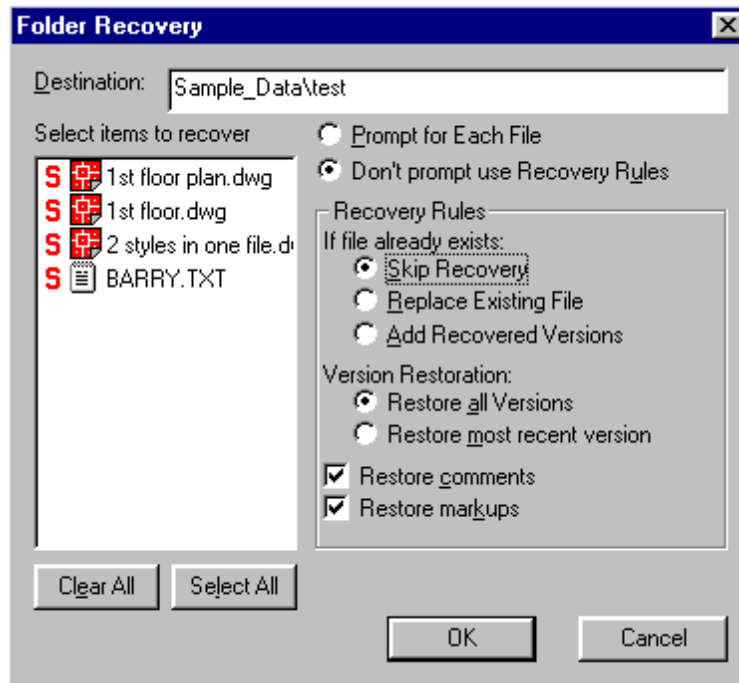 Folder Recovery
Destination: Sample_Data\test
Select items to recover
S 1st floor plan.dwg
S 1st floor.dwg
S 2 styles in one file.d
S BARRY.TXT
Clear All Select All
Prompt for Each File
Don't prompt use Recovery Rules
Recovery Rules
If file already exists:
Skip Recovery
Replace Existing File
Add Recovered Versions
Version Restoration:
Restore all Versions
Restore most recent version
Restore comments
Restore markups
OK Cancel